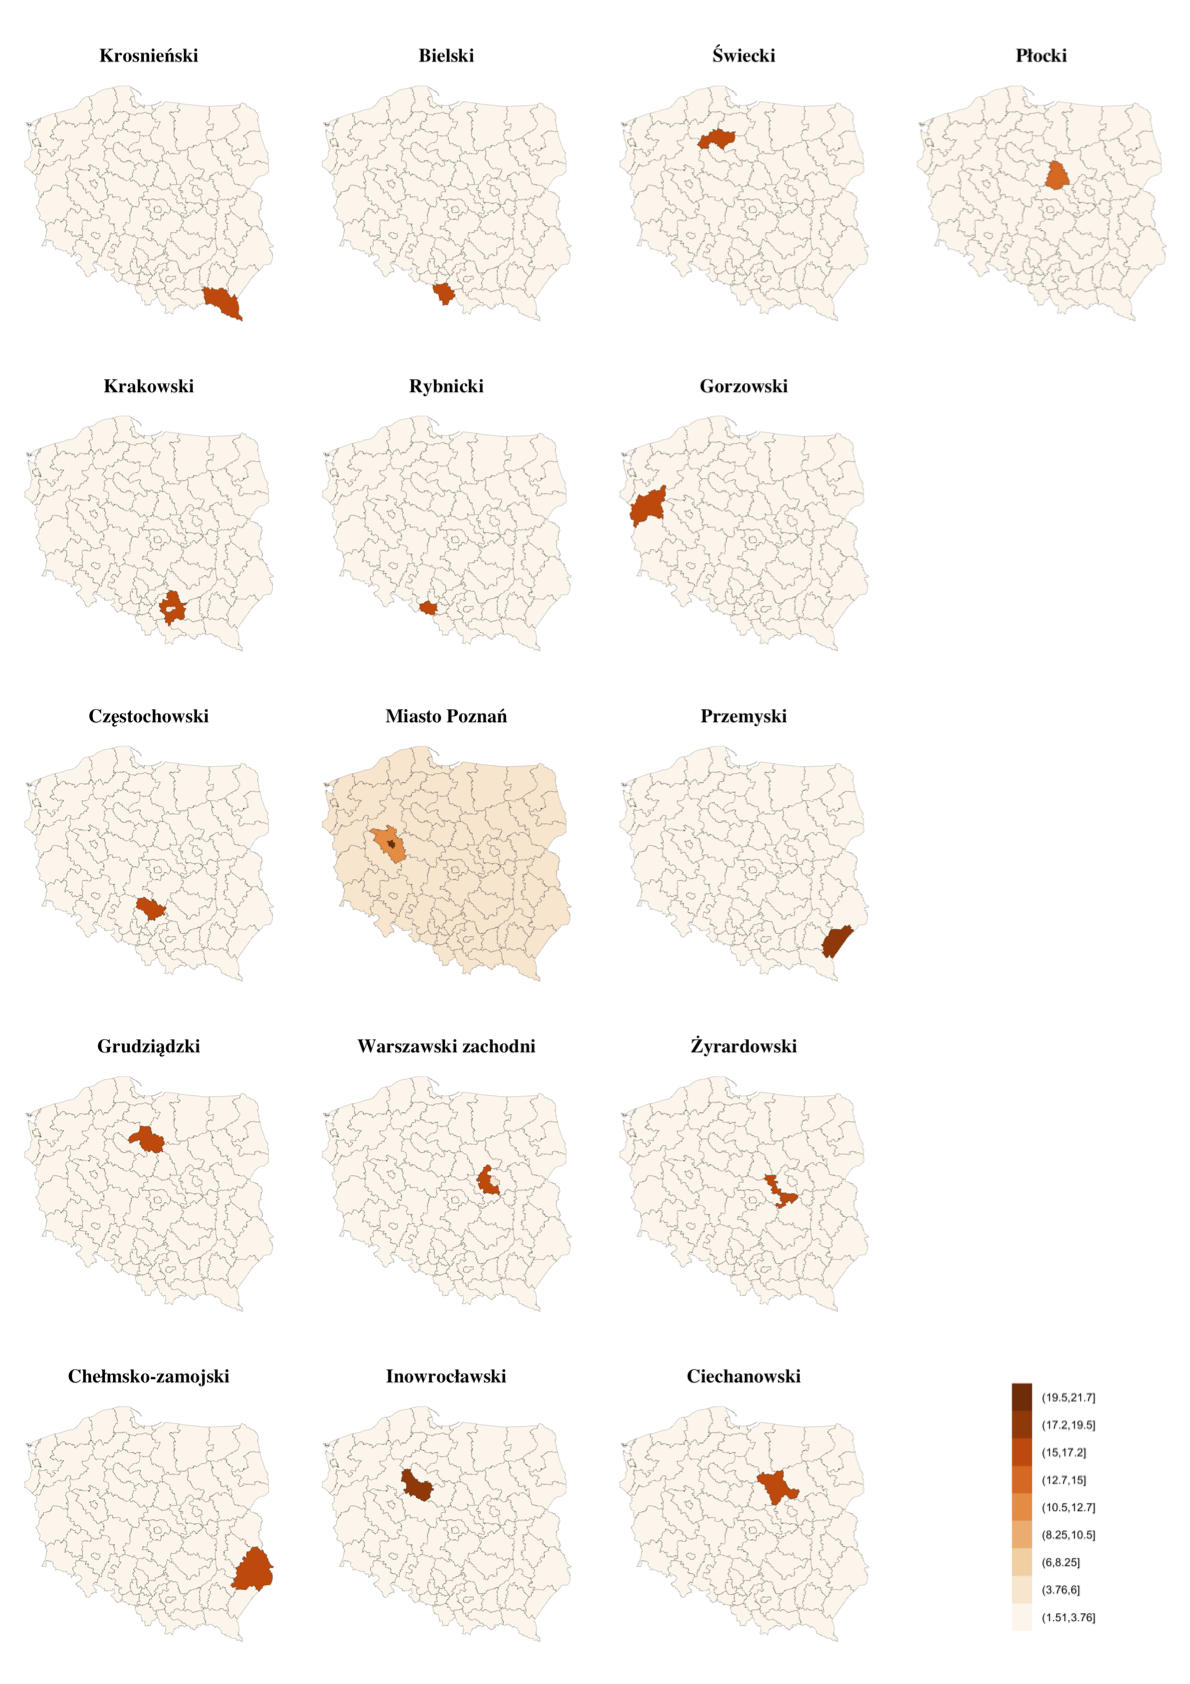 Krosnieński
Bielski
Świecki
Płocki
Krakowski
Rybnicki
Gorzowski
Częstochowski
Miasto Poznań
Przemyski
Grudziądzki
Warszawski zachodni
Żyrardowski
Chełmsko-zamojski
Inowrocławski
Ciechanowski
(19.5,21.7]
(17.2,19.5]
(15,17.2]
(12.7,15]
(10.5,12.7]
(8.25,10.5]
(6,8.25]
(3.76,6]
(1.51,3.76]